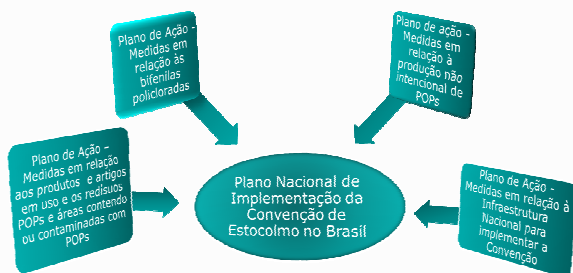 Plano de Ação -
Medidas em
relação às
bifenilas
policloradas
Plano de ação -
Medidas em
relação à
produção não
intencional de
POPs
Plano de Ação –
Medidas em relação
aos produtos e artigos
em uso e os redísuos
POPs e áreas contendo
ou contaminadas com
POPs
Plano Nacional de
Implementação da
Convenção de
Estocolmo no Brasil
Plano de Ação -
Medidas em relação à
Infraestrutura
Nacional para
implementar a
Convenção